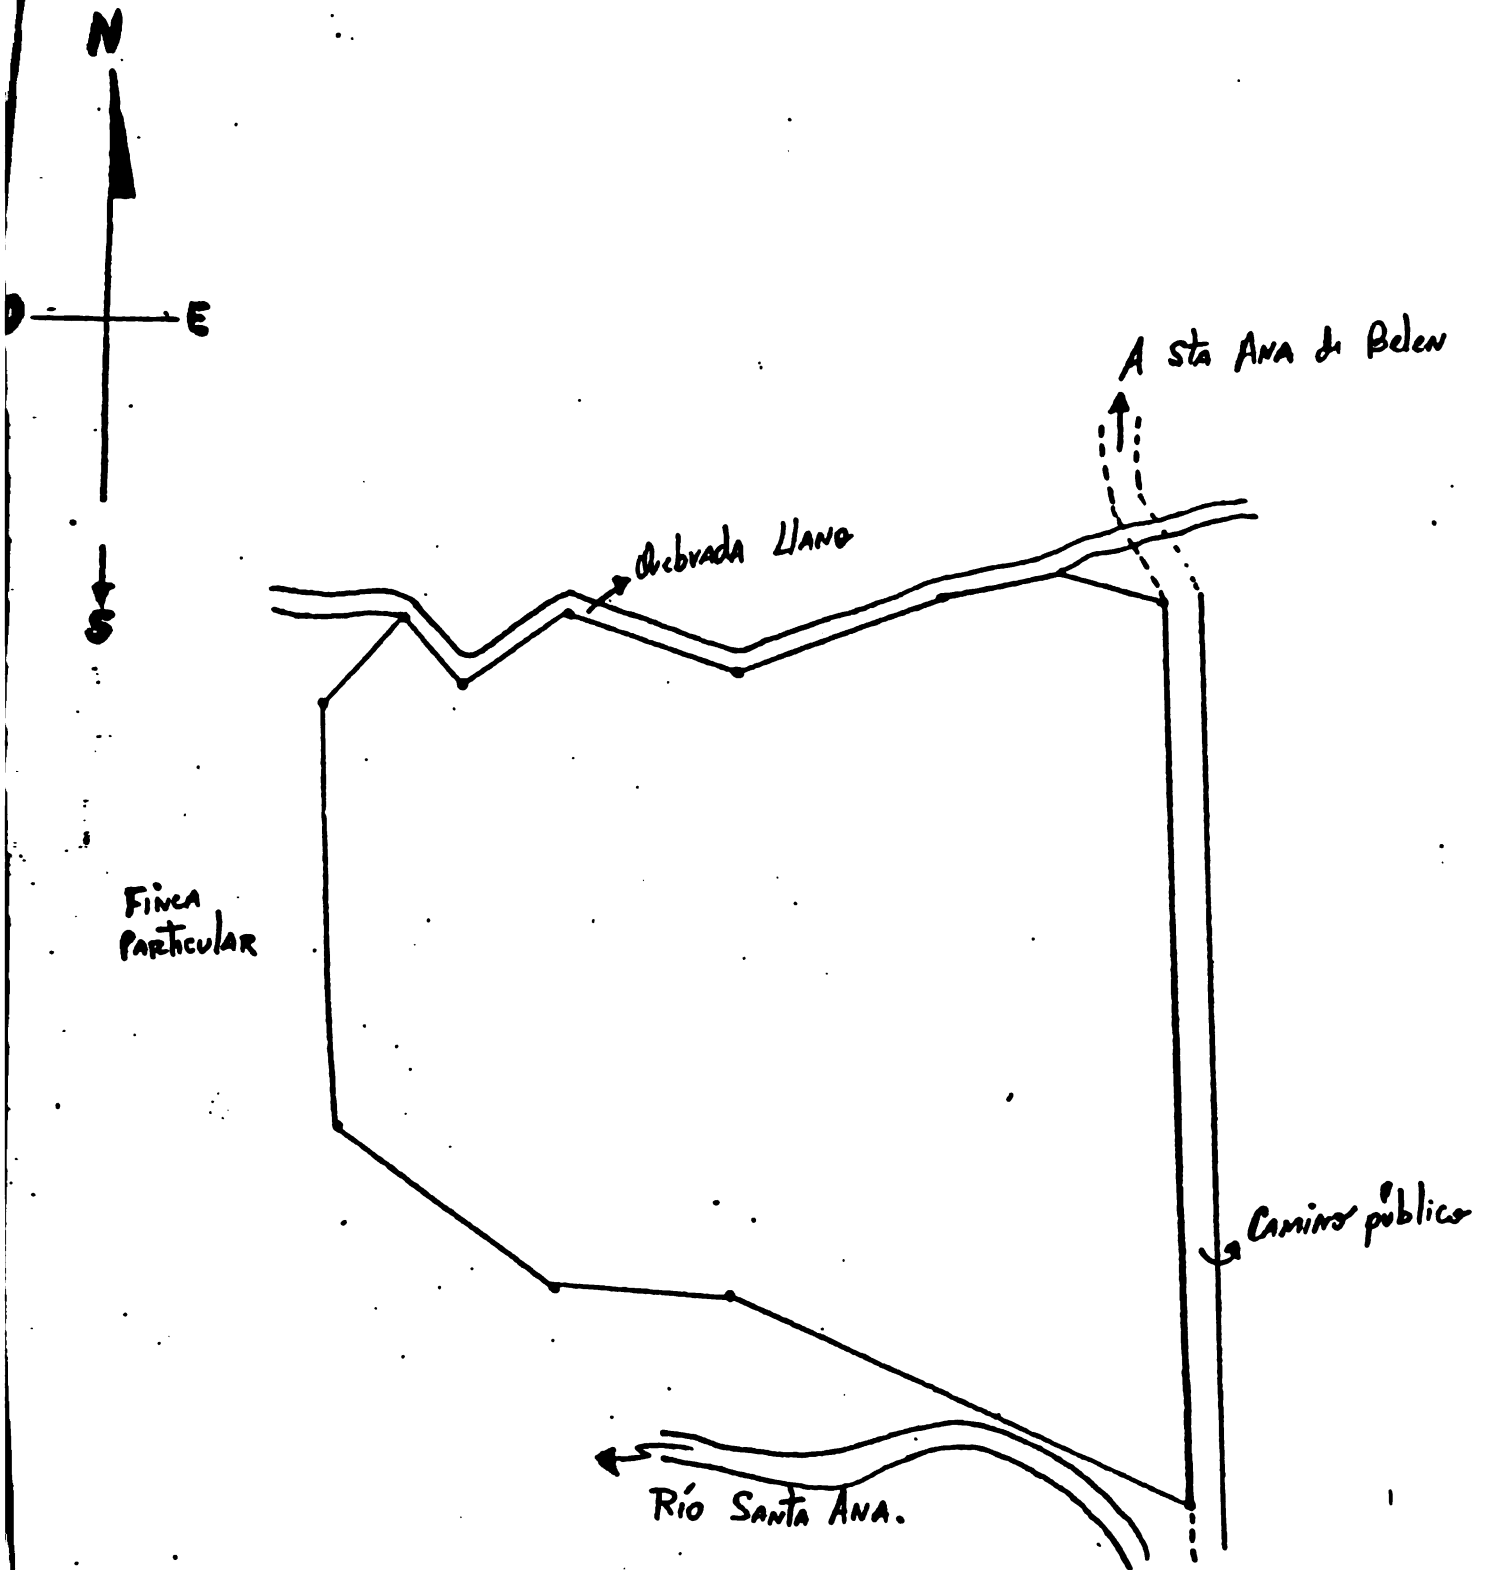 N
O E
A Sta Ana de Belen
Quebrada Llano
S
Finca
Particular
Camino público
Río Santa Ana.